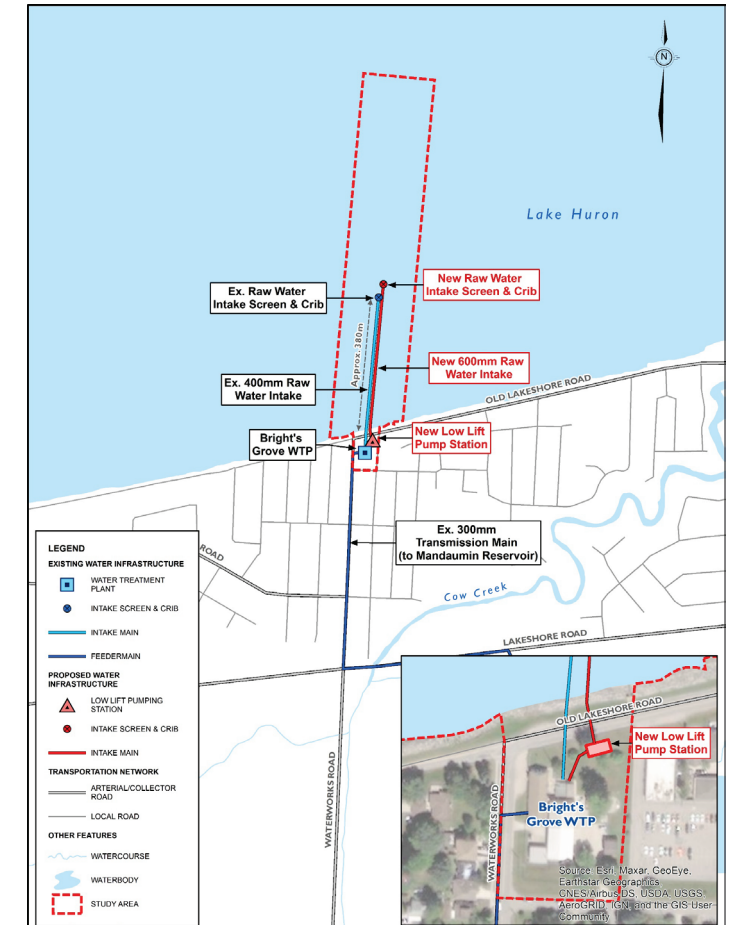 N
Lake Huron
New Raw Water
Intake Screen & Crib
Ex. Raw Water
Intake Screen & Crib
Approx. 380m
New 600mm Raw
Water Intake
Ex. 400mm Raw
Water Intake
OLD LAKESHORE ROAD
New Low Lift
Pump Station
Bright's
Grove WTP
Ex. 300mm
Transmission Main
(to Mandaumin Reservoir)
ROAD
Cow Creek
LAKESHORE ROAD
WATERWORKS ROAD
LEGEND
EXISTING WATER INFRASTRUCTURE
WATER TREATMENT
PLANT
INTAKE SCREEN & CRIB
INTAKE MAIN
FEEDERMAIN
PROPOSED WATER
INFRASTRUCTURE
LOW LIFT PUMPING
STATION
INTAKE SCREEN & CRIB
INTAKE MAIN
TRANSPORTATION NETWORK
ARTERIAL/COLLECTOR
ROAD
LOCAL ROAD
OTHER FEATURES
WATERCOURSE
WATERBODY
STUDY AREA
OLD LAKESHORE ROAD
New Low Lift
Pump Station
Bright's
Grove WTP
WATERWORKS ROAD
Source: Esri, Maxar, GeoEye,
Earthstar Geographics,
CNES/Airbus DS, USDA, USGS,
AeroGRID, IGN, and the GIS User
Community